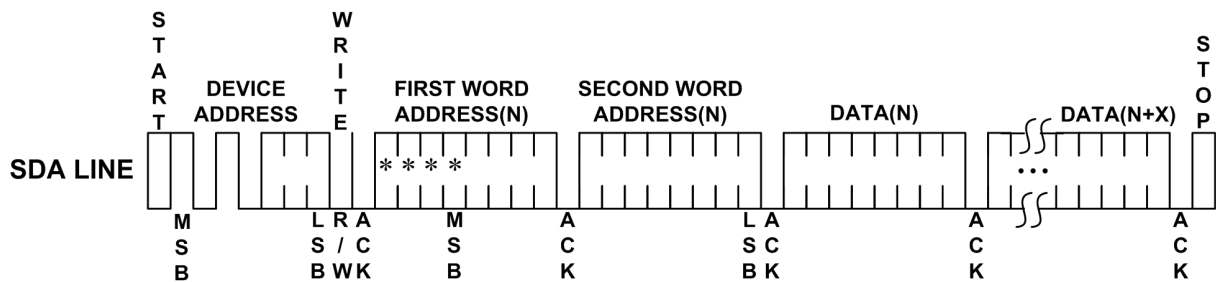 START
WRITE
STOP
DEVICE
ADDRESS
FIRST WORD
ADDRESS(N)
SECOND WORD
ADDRESS(N)
DATA(N)
DATA(N+X)
SDA LINE
* * * *
...
MSB
LSB
R/W
ACK
MSB
ACK
LSB
ACK
ACK
ACK